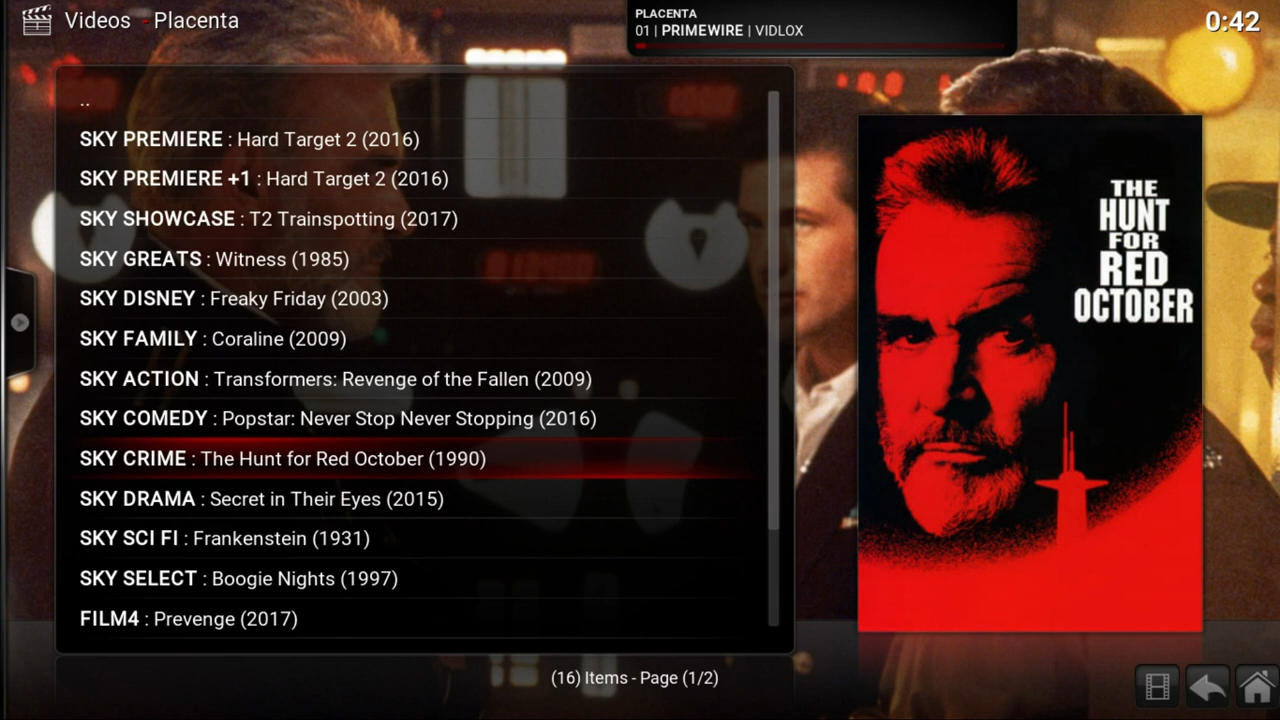 Videos - Placenta
PLACENTA
01 | PRIMEWIRE | VIDLOX
0:42
..
SKY PREMIERE : Hard Target 2 (2016)
SKY PREMIERE +1 : Hard Target 2 (2016)
SKY SHOWCASE : T2 Trainspotting (2017)
SKY GREATS : Witness (1985)
SKY DISNEY : Freaky Friday (2003)
SKY FAMILY : Coraline (2009)
SKY ACTION : Transformers: Revenge of the Fallen (2009)
SKY COMEDY : Popstar: Never Stop Never Stopping (2016)
SKY CRIME : The Hunt for Red October (1990)
SKY DRAMA : Secret in Their Eyes (2015)
SKY SCI FI : Frankenstein (1931)
SKY SELECT : Boogie Nights (1997)
FILM4 : Prevenge (2017)
(16) Items - Page (1/2)
THE
HUNT
FOR
RED
OCTOBER